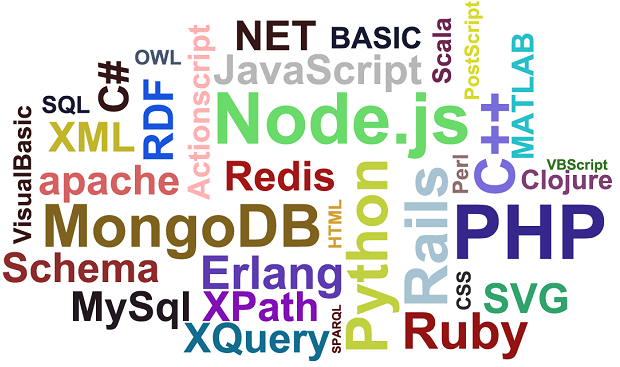 NET
BASIC
Scala
PostScript
OWL
C#
Actionscript
JavaScript
MATLAB
SQL
RDF
Node.js
C++
XML
VisualBasic
apache
Redis
Python
Rails
Perl
VBScript
Clojure
MongoDB
HTML
PHP
Schema
Erlang
CSS
SVG
MySql
XPath
SPARQL
Ruby
XQuery